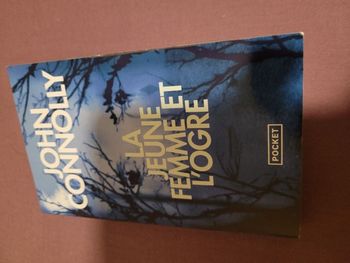 JOHN
CONNOLLY
LA
JEUNE
FEMME ET
L'OGRE
POCKET